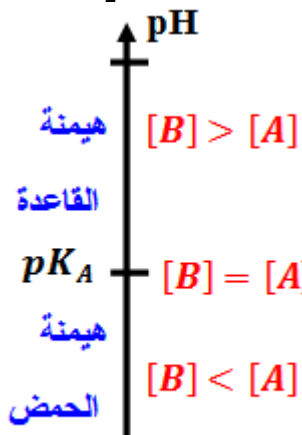 pH
هيمنة [B] > [A]
القاعدة
pK_A [B] = [A]
هيمنة
[B] < [A]
الحمض